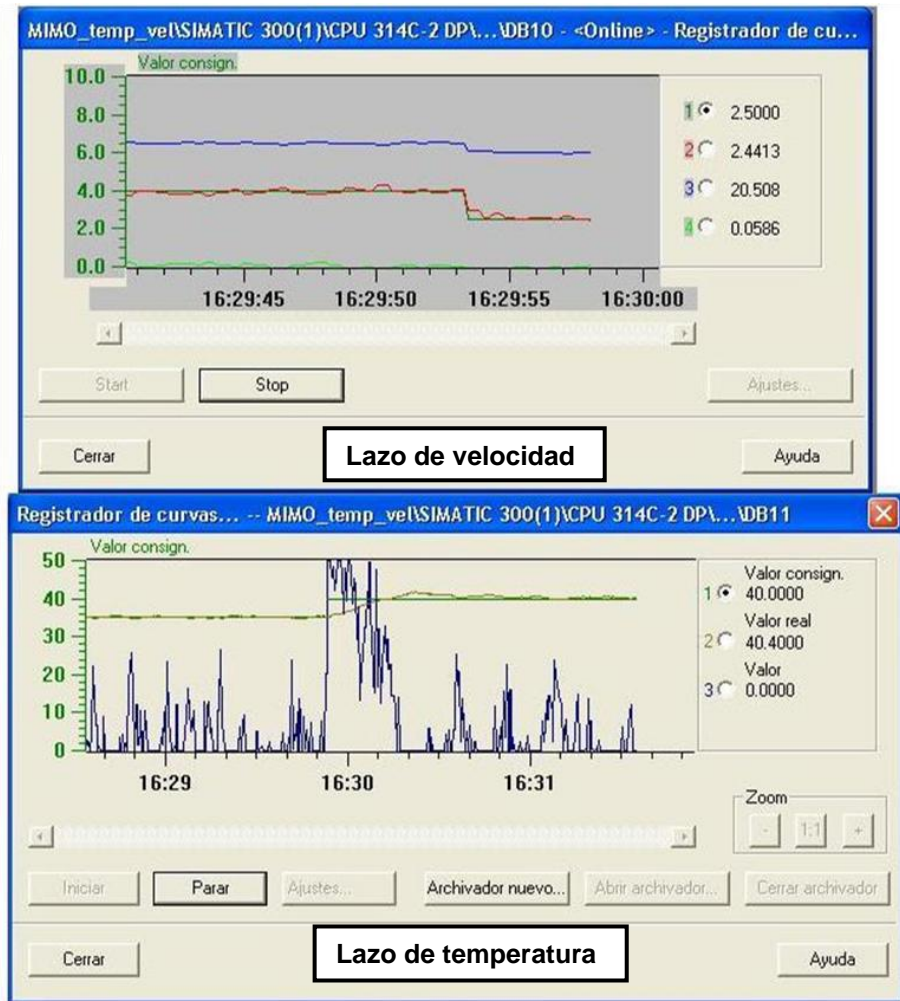 MIMO_temp_vel\SIMATIC 300(1)\CPU 314C-2 DP\...\DB10 - <Online> - Registrador de cu...
Valor consign.
10.0
8.0
6.0
4.0
2.0
0.0
1 2.5000
2 2.4413
3 20.508
4 0.0586
16:29:45 16:29:50 16:29:55 16:30:00
Start Stop Ajustes...
Cerrar Lazo de velocidad Ayuda
Registrador de curvas... -- MIMO_temp_vel\SIMATIC 300(1)\CPU 314C-2 DP\...\DB11
Valor consign.
50
40
30
20
10
0
Valor consign.
1 40.0000
Valor real
2 40.4000
Valor
3 0.0000
16:29 16:30 16:31
Zoom
- 1:1 +
Iniciar Parar Ajustes... Archivador nuevo... Abrir archivador... Cerrar archivador
Cerrar Lazo de temperatura Ayuda